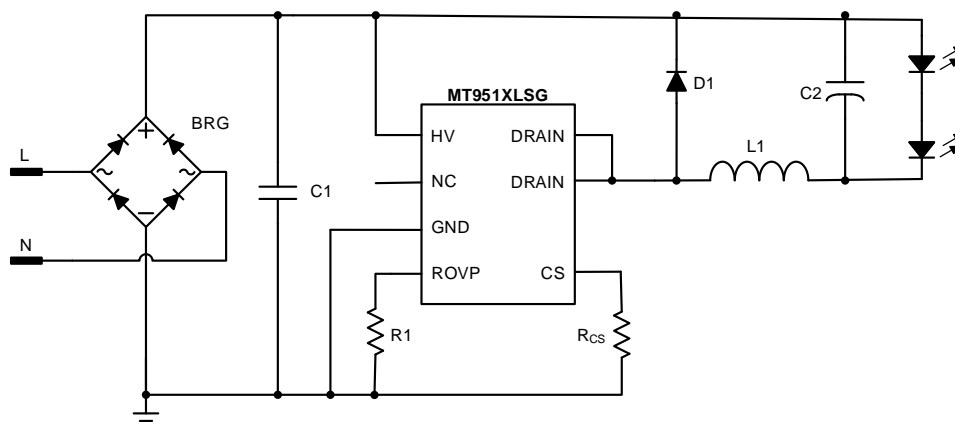 MT951XLSG
BRG
D1
C2
L
HV
DRAIN
L1
NC
DRAIN
C1
GND
N
ROVP
CS
R1
RCS